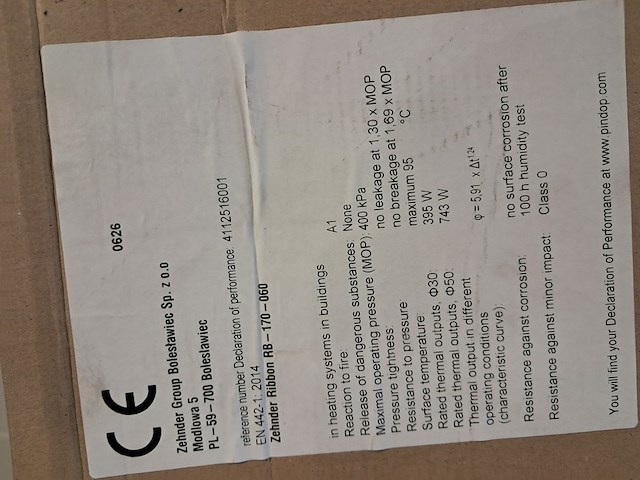 CE
0626
Zehnder Group Bolesławiec Sp. z o.o
Modlowa 5
PL-59-700 Boleslawiec
reference number Declaration of performance: 4112516001
EN 442-1: 2014
Zehnder Ribbon RB-170-060
in heating systems in buildings
Reaction to fire: A1
Release of dangerous substances: None
Maximal operating pressure (MOP): 400 kPa
Pressure tightness: no leakage at 1,30 x MOP
Resistance to pressure: no breakage at 1,69 x MOP
Surface temperature: maximum 95 °C
Rated thermal outputs, Φ30: 395 W
Rated thermal outputs, Φ50: 743 W
Thermal output in different
operating conditions
(characteristic curve): φ = 5,91 x Δt^1,24
Resistance against corrosion: no surface corrosion after
100 h humidity test
Resistance against minor impact: Class 0
You will find your Declaration of Performance at www.pindop.com